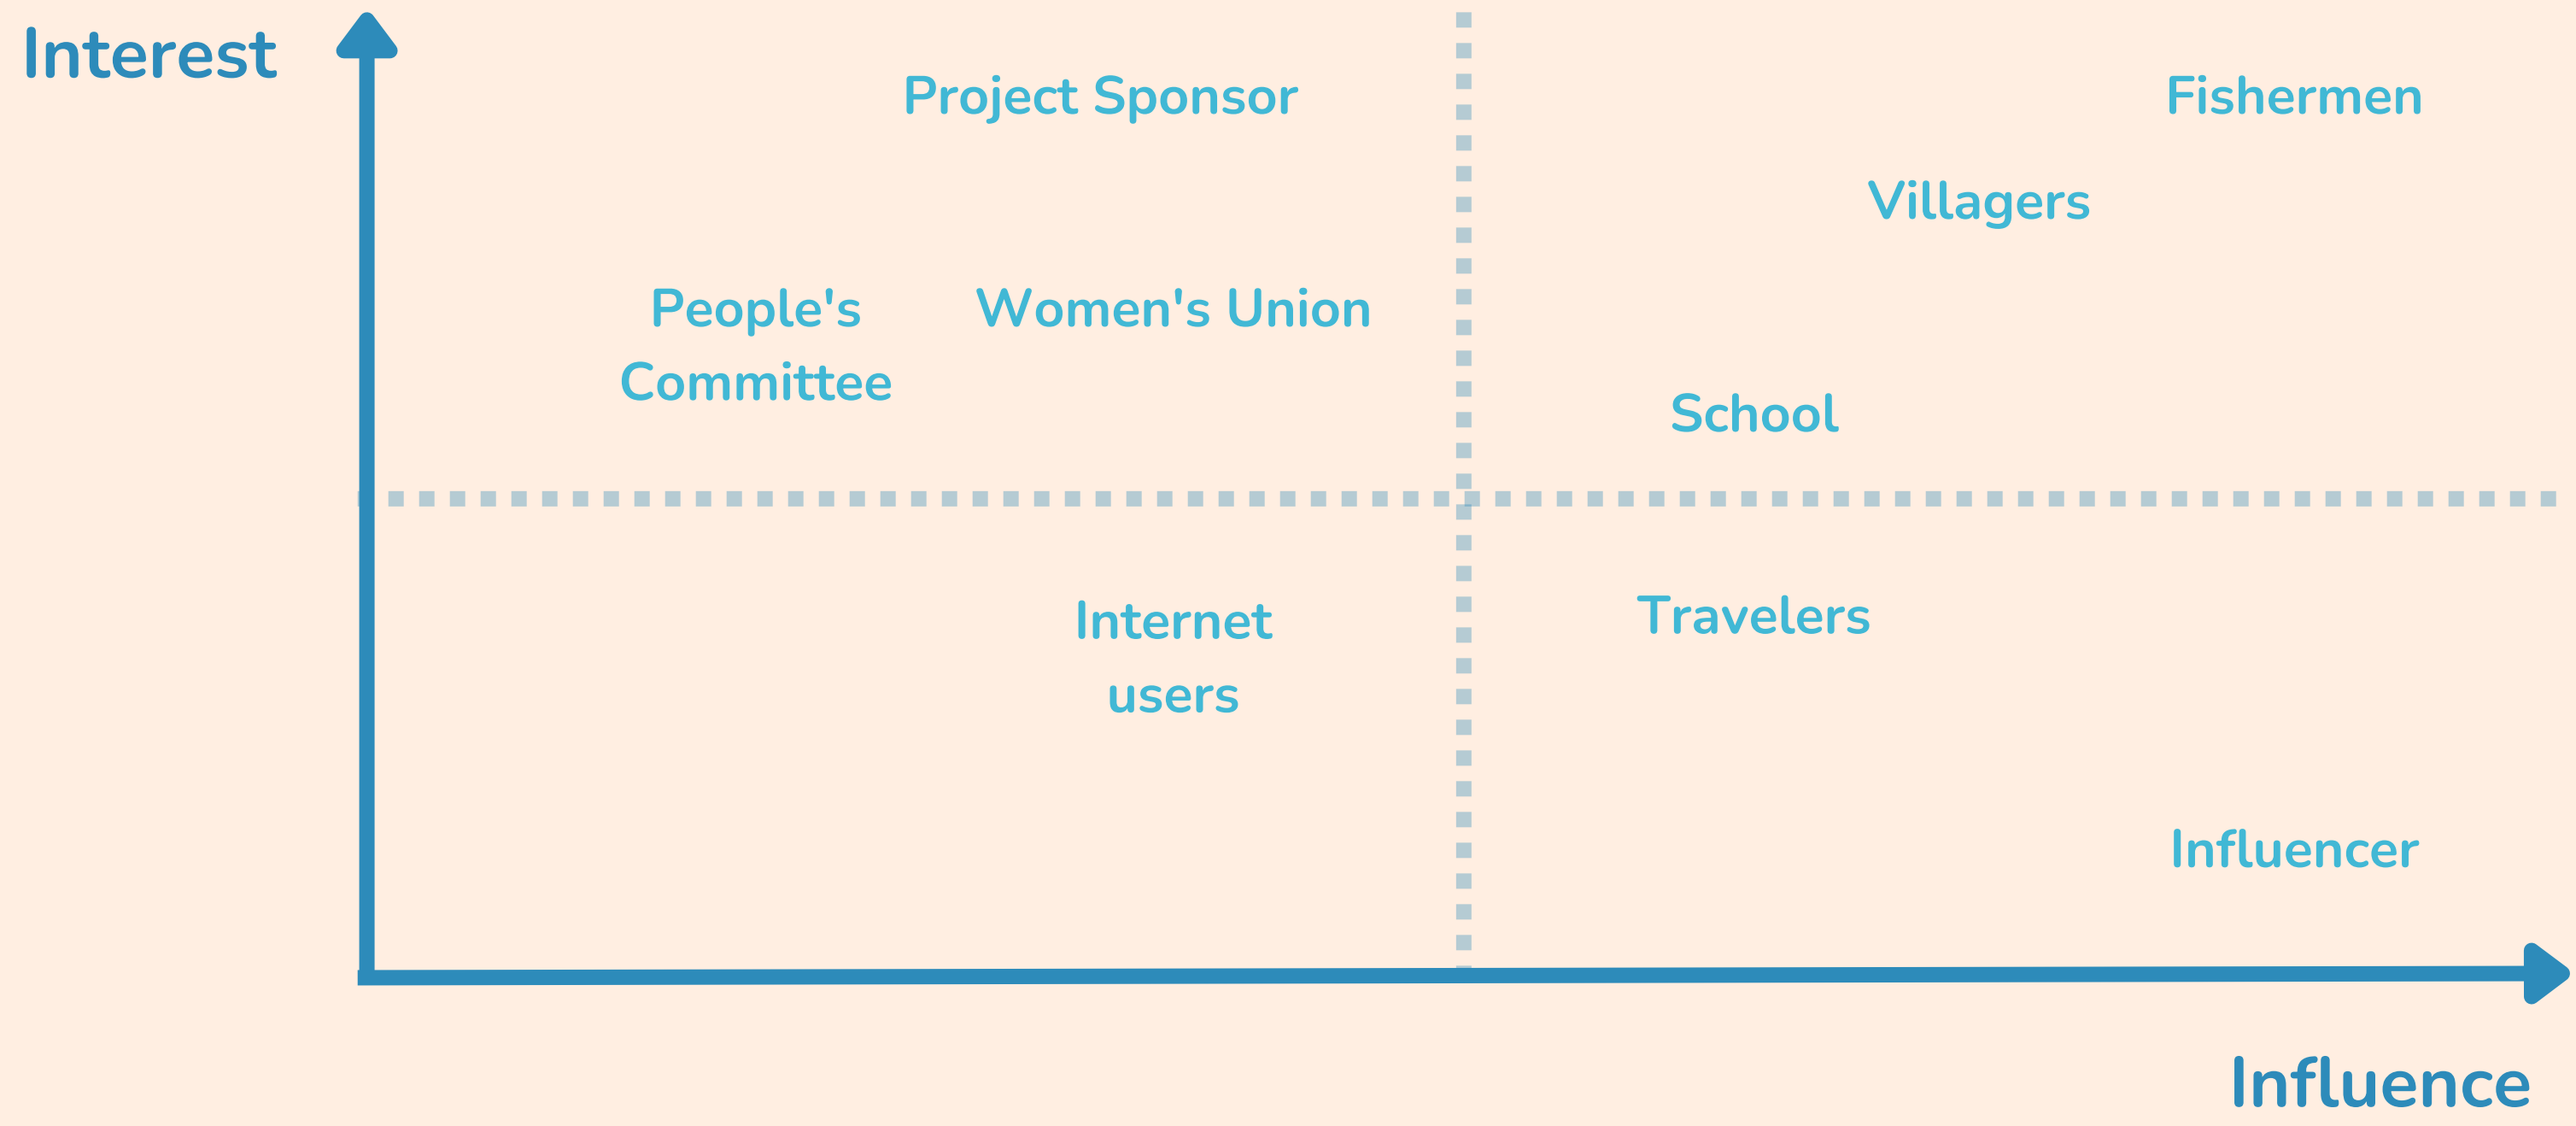 Interest
Project Sponsor
Fishermen
Villagers
People's
Committee
Women's Union
School
Internet
users
Travelers
Influencer
Influence